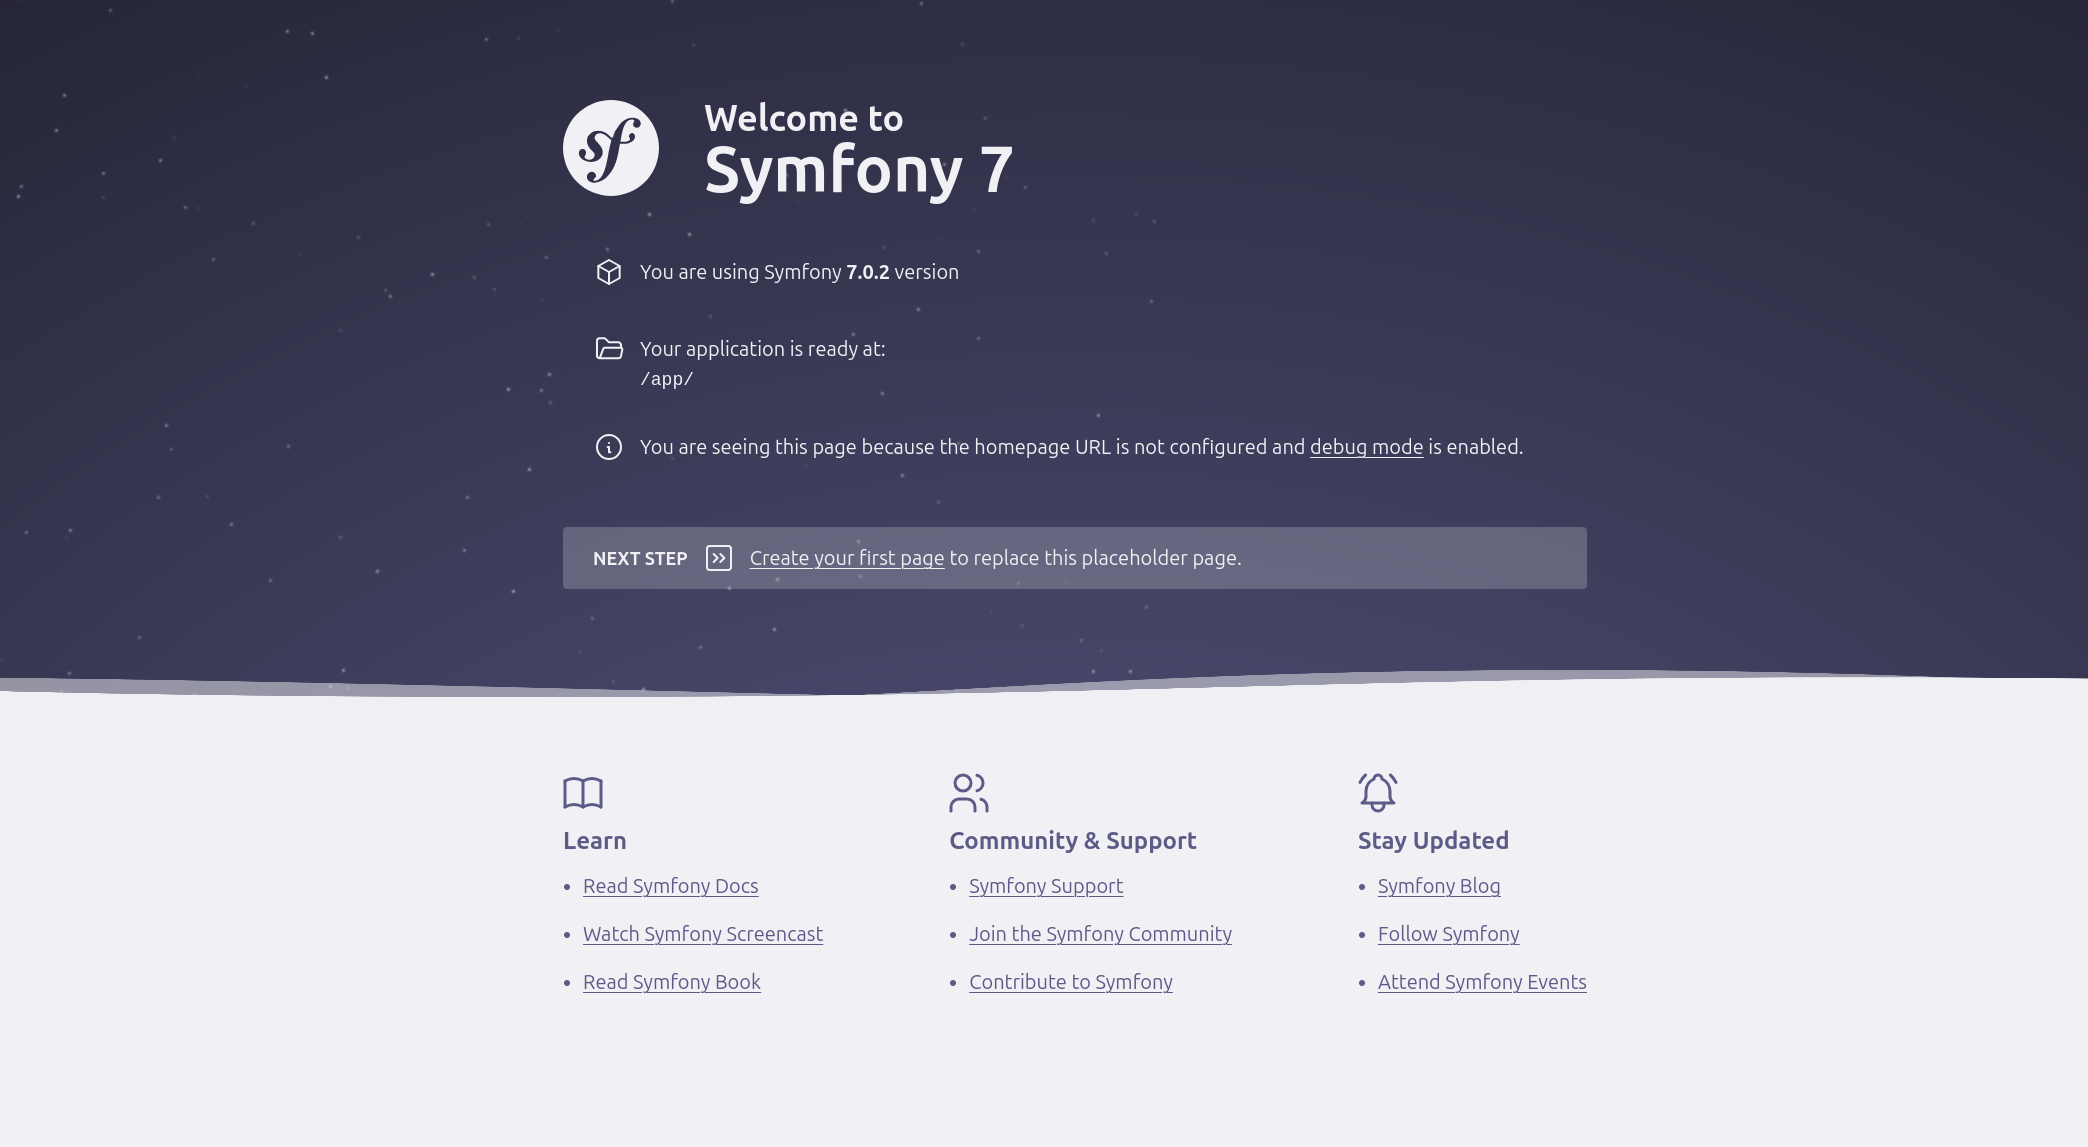 Welcome to
Symfony 7
You are using Symfony 7.0.2 version
Your application is ready at:
/app/
You are seeing this page because the homepage URL is not configured and debug mode is enabled.
NEXT STEP Create your first page to replace this placeholder page.
Learn
Read Symfony Docs
Watch Symfony Screencast
Read Symfony Book
Community & Support
Symfony Support
Join the Symfony Community
Contribute to Symfony
Stay Updated
Symfony Blog
Follow Symfony
Attend Symfony Events